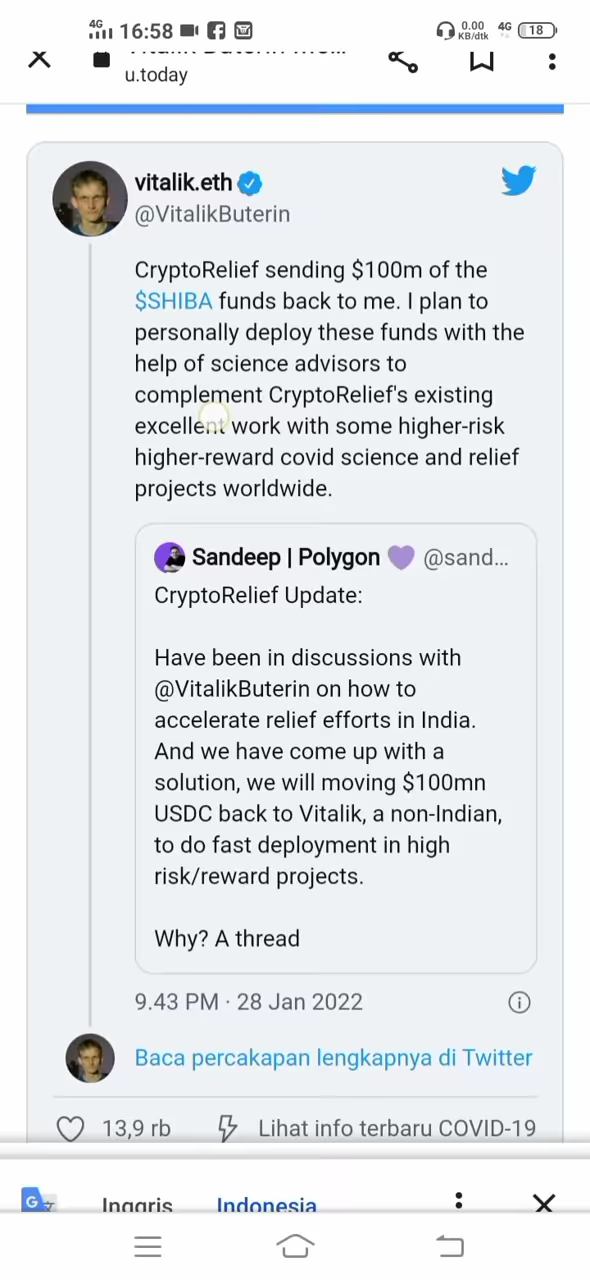 4G 16:58 0.00 KB/dtk 4G 18
u.today
vitalik.eth
@VitalikButerin
CryptoRelief sending $100m of the
$SHIBA funds back to me. I plan to
personally deploy these funds with the
help of science advisors to
complement CryptoRelief's existing
excellent work with some higher-risk
higher-reward covid science and relief
projects worldwide.
Sandeep | Polygon 💜 @sand...
CryptoRelief Update:
Have been in discussions with
@VitalikButerin on how to
accelerate relief efforts in India.
And we have come up with a
solution, we will moving $100mn
USDC back to Vitalik, a non-Indian,
to do fast deployment in high
risk/reward projects.
Why? A thread
9.43 PM · 28 Jan 2022
Baca percakapan lengkapnya di Twitter
13,9 rb Lihat info terbaru COVID-19
G Inggris Indonesia